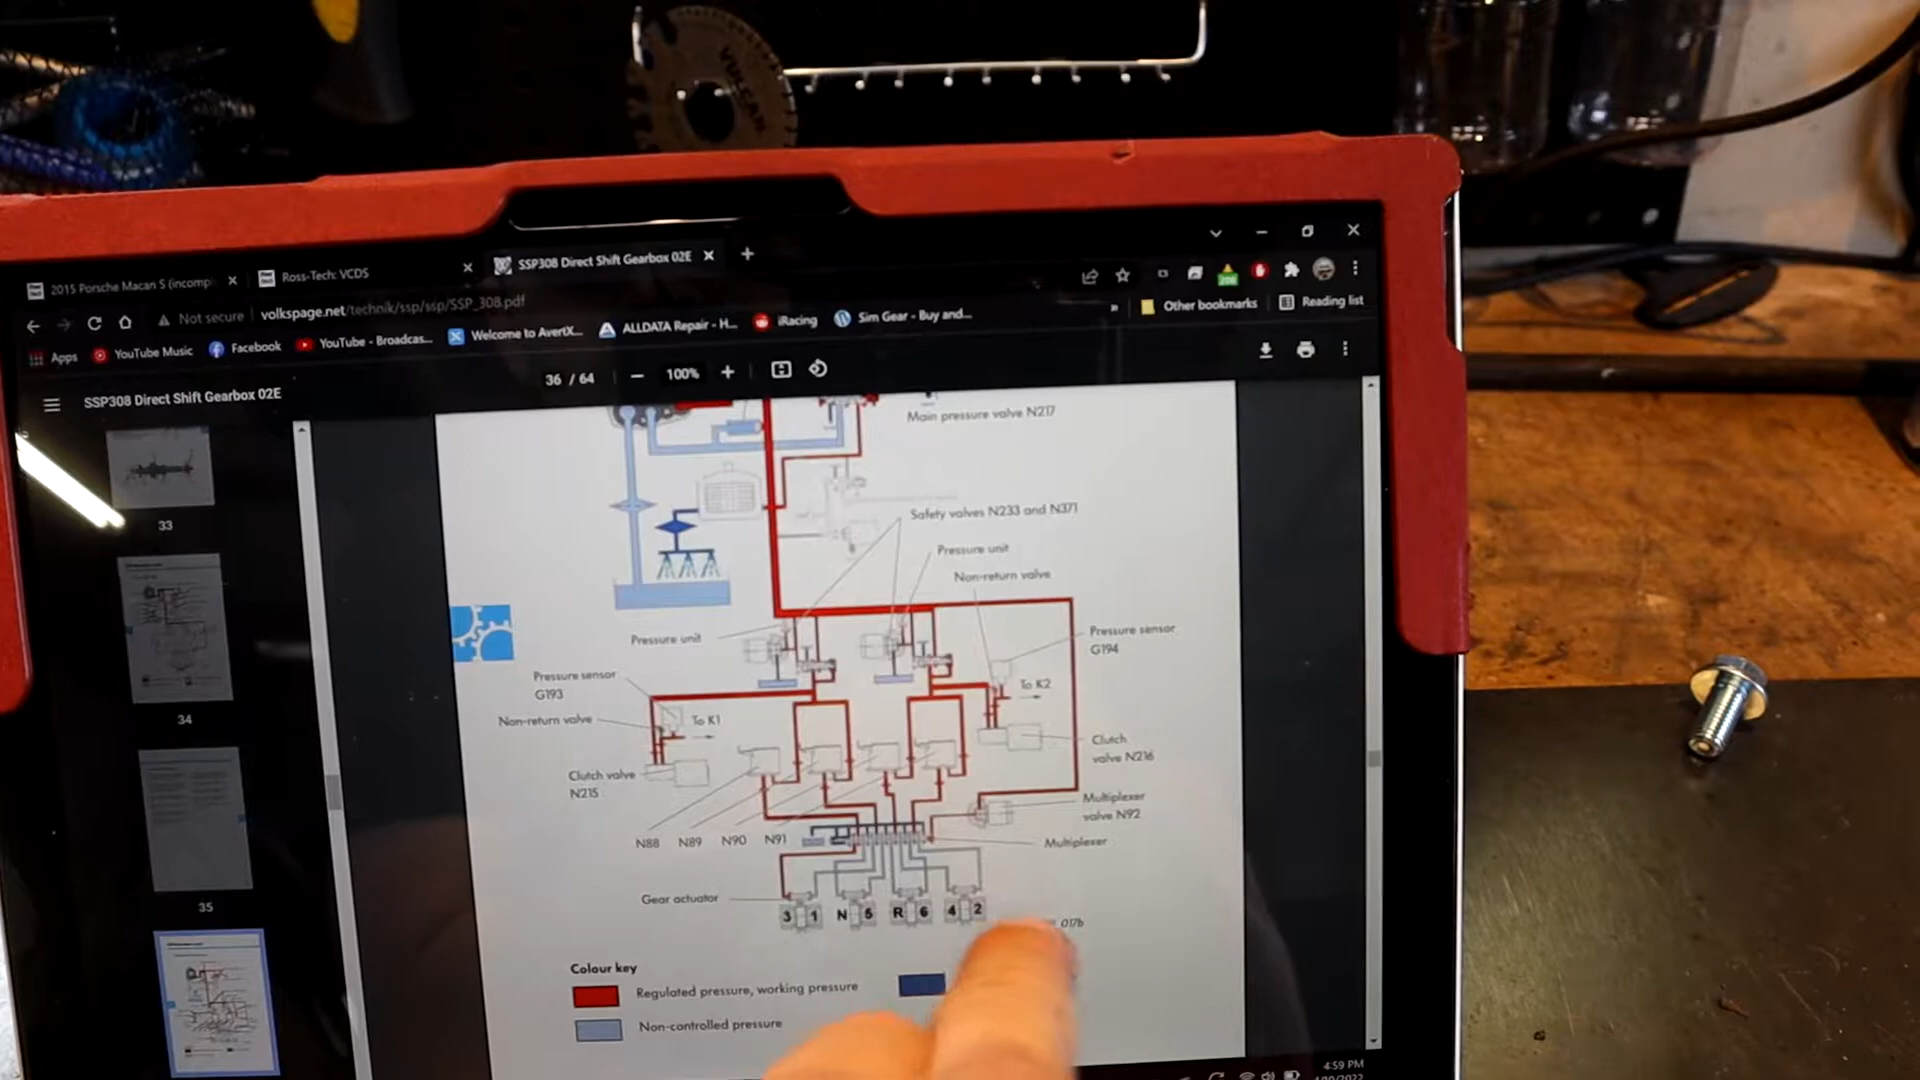 VULCAN
2015 Porsche Macan S (incomp
Ross-Tech: VCDS
SSP308 Direct Shift Gearbox 02E
Not secure
volkspage.net/technik/ssp/ssp/SSP_308.pdf
Apps
YouTube Music
Facebook
YouTube - Broadcas...
Welcome to AvertX...
ALLDATA Repair - H...
iRacing
Sim Gear - Buy and...
»
Other bookmarks
Reading list
SSP308 Direct Shift Gearbox 02E
36 / 64
100%
33
34
35
Main pressure valve N217
Safety valves N233 and N371
Pressure unit
Non-return valve
Pressure unit
Pressure sensor
G194
Pressure sensor
G193
To K2
Non-return valve
To K1
Clutch
valve N216
Clutch valve
N215
Multiplexer
valve N92
N88
N89
N90
N91
Multiplexer
Gear actuator
3 1
N 5
R 6
4 2
017b
Colour key
Regulated pressure, working pressure
Non-controlled pressure
4:59 PM